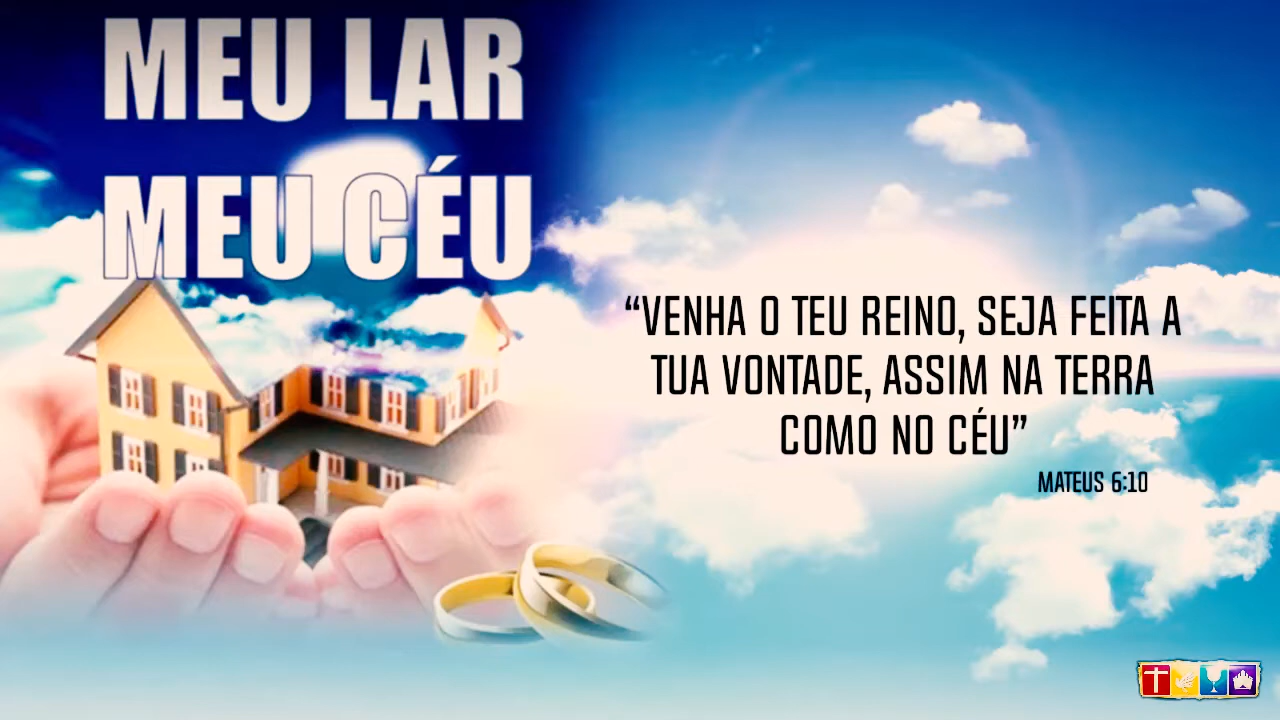 MEU LAR
MEU CÉU
“VENHA O TEU REINO, SEJA FEITA A
TUA VONTADE, ASSIM NA TERRA
COMO NO CÉU”
MATEUS 6:10